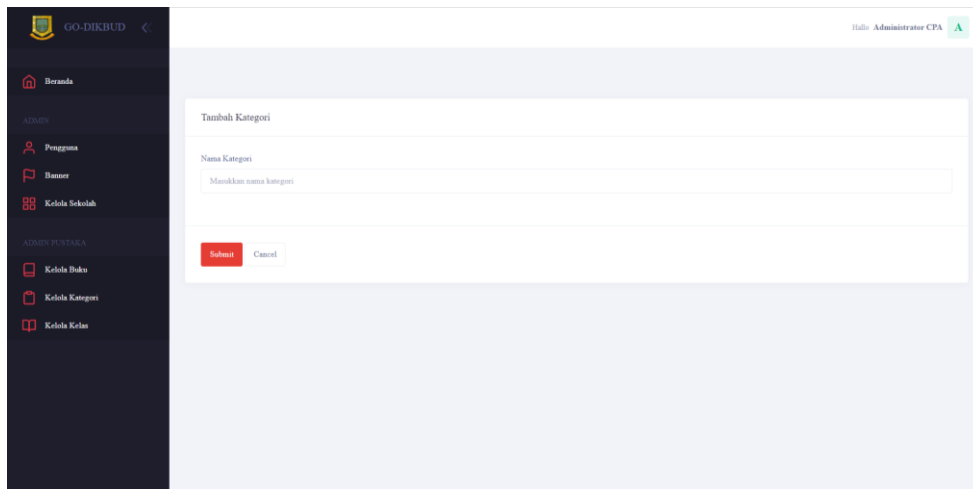 GO-DIKBUD
Hallo Administrator CPA A
Beranda
ADMIN
Pengguna
Banner
Kelola Sekolah
ADMIN PUSTAKA
Kelola Buku
Kelola Kategori
Kelola Kelas
Tambah Kategori
Nama Kategori
Masukkan nama kategori
Submit Cancel